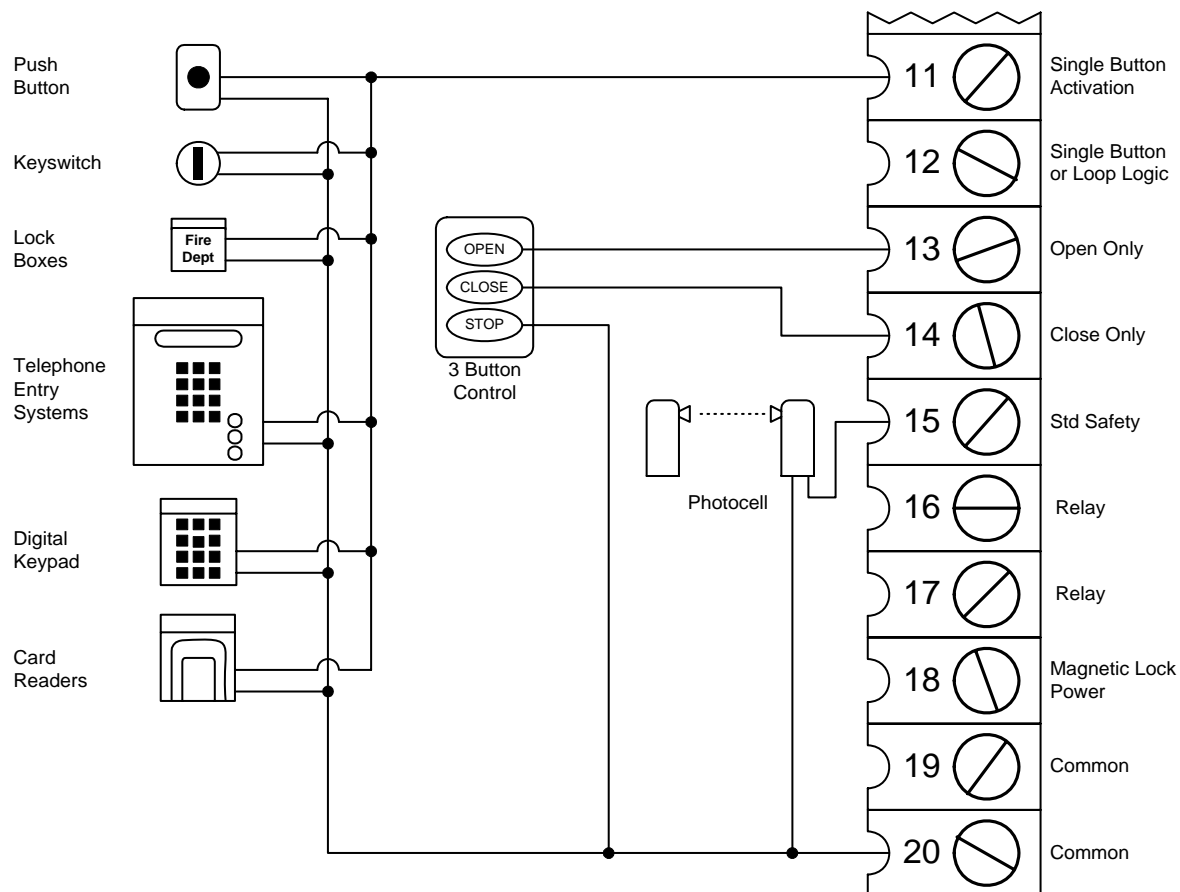 Push
Button
Keyswitch
Lock
Boxes
Fire
Dept
Telephone
Entry
Systems
Digital
Keypad
Card
Readers
OPEN
CLOSE
STOP
3 Button
Control
Photocell
11
Single Button
Activation
12
Single Button
or Loop Logic
13
Open Only
14
Close Only
15
Std Safety
16
Relay
17
Relay
18
Magnetic Lock
Power
19
Common
20
Common